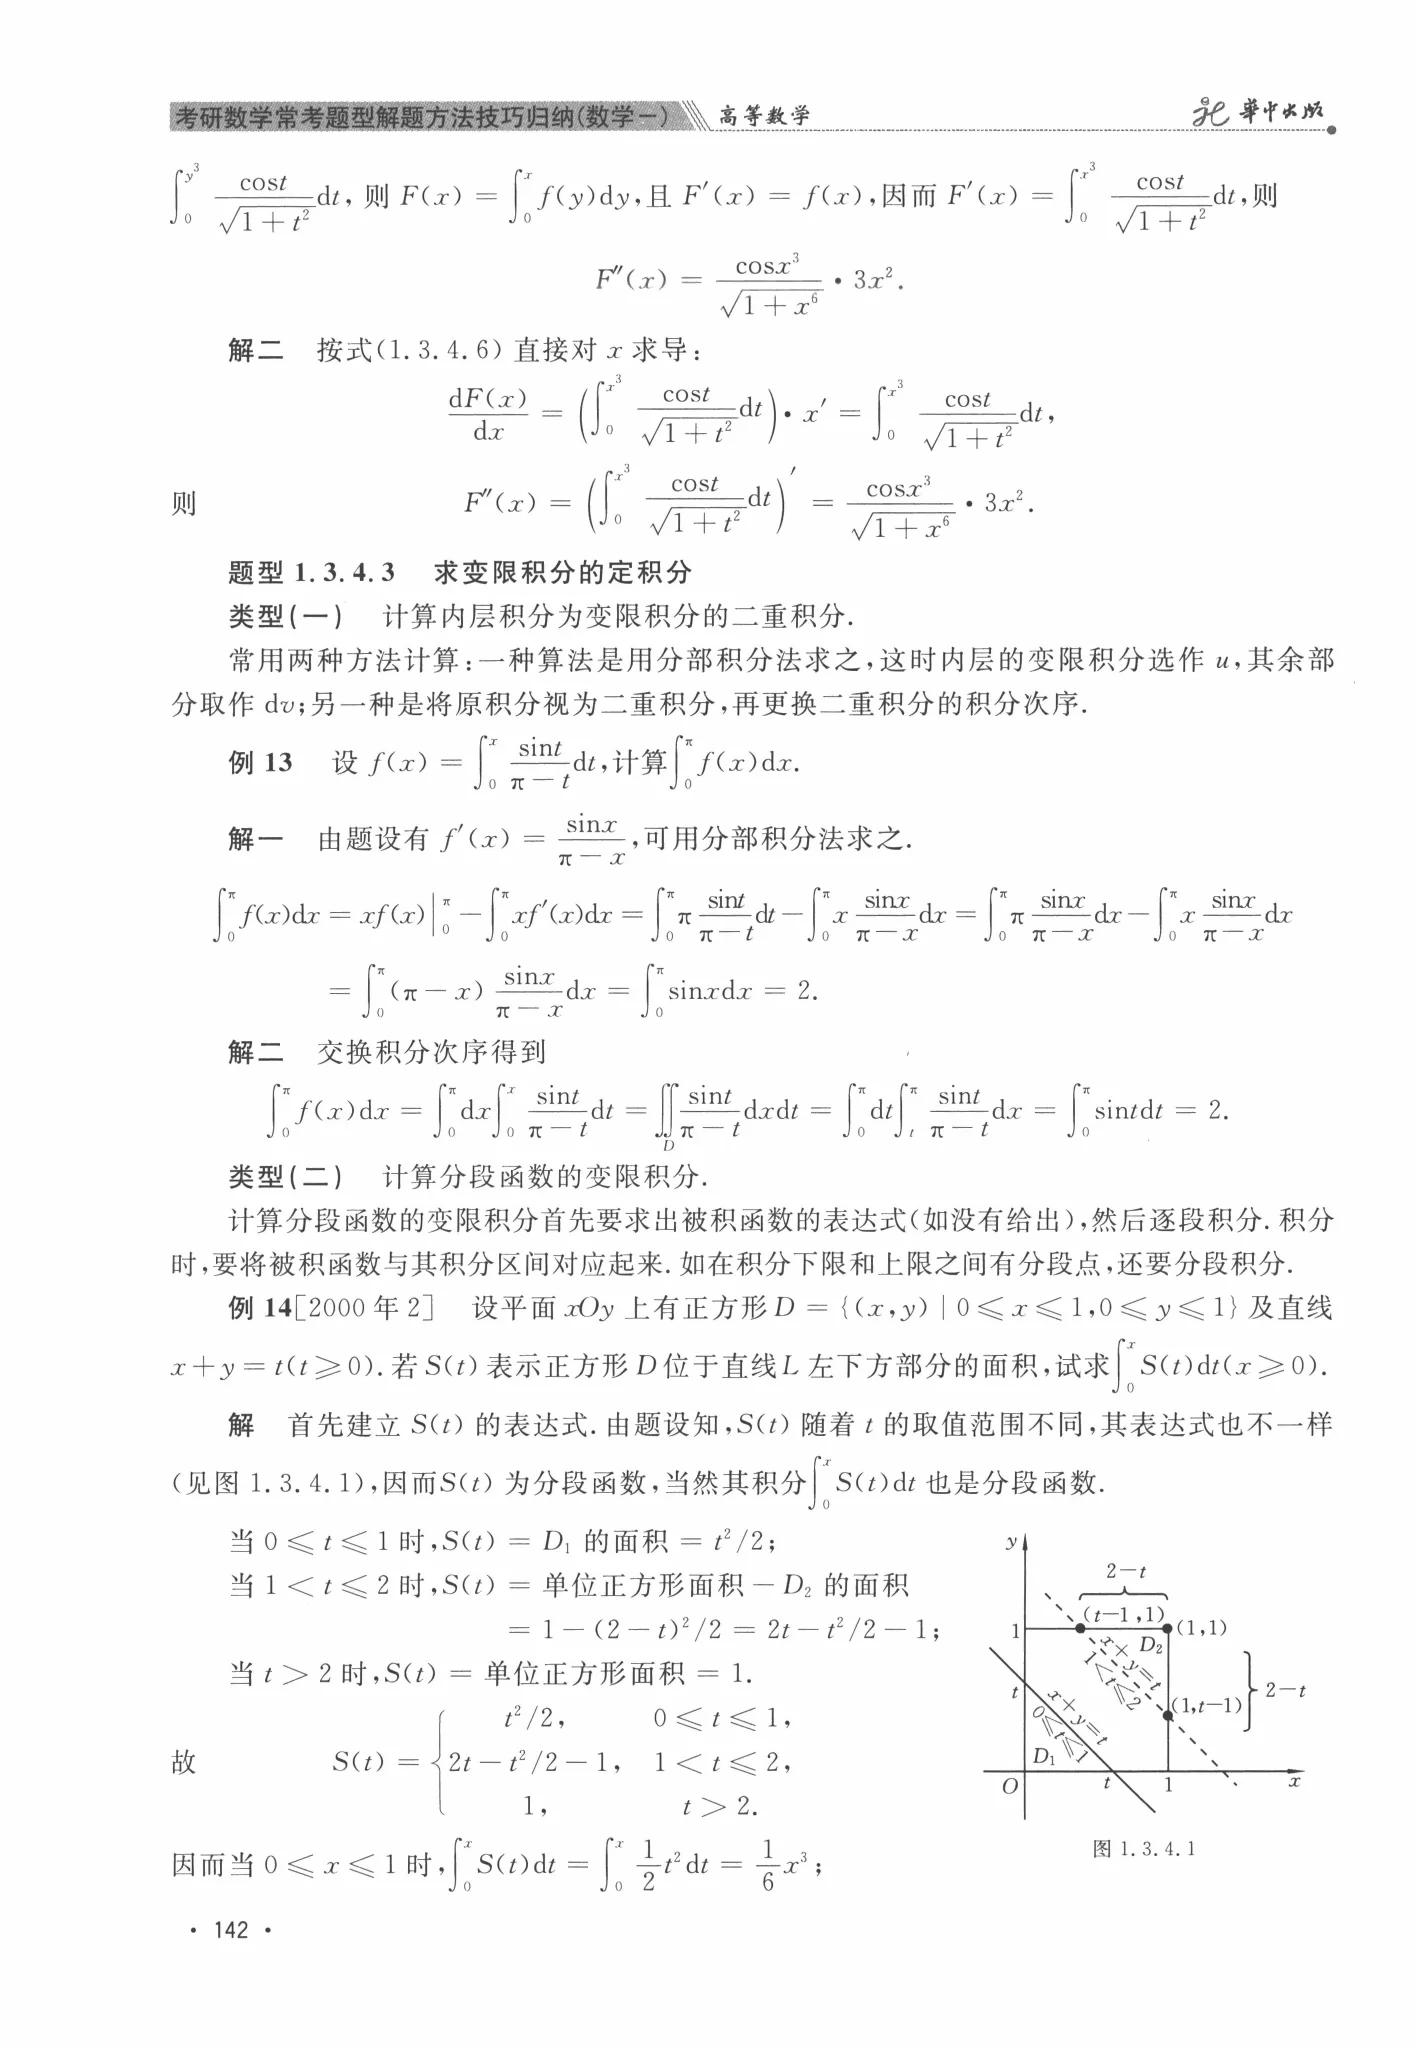 考研数学常考题型解题方法技巧归纳(数学一) 高等数学 华中出版
$\int_0^{y^3} \frac{\cos t}{\sqrt{1+t^2}}dt$, 则 $F(x) = \int_0^x f(y)dy$,且 $F'(x) = f(x)$,因而 $F'(x) = \int_0^{x^3} \frac{\cos t}{\sqrt{1+t^2}}dt$,则
$F''(x) = \frac{\cos x^3}{\sqrt{1+x^6}} \cdot 3x^2.$
解二 按式(1.3.4.6)直接对 x 求导:
$\frac{dF(x)}{dx} = \left(\int_0^{x^3} \frac{\cos t}{\sqrt{1+t^2}}dt\right) \cdot x' = \int_0^{x^3} \frac{\cos t}{\sqrt{1+t^2}}dt,$
则 $F''(x) = \left(\int_0^{x^3} \frac{\cos t}{\sqrt{1+t^2}}dt\right)' = \frac{\cos x^3}{\sqrt{1+x^6}} \cdot 3x^2.$
题型 1.3.4.3 求变限积分的定积分
类型(一) 计算内层积分为变限积分的二重积分.
常用两种方法计算:一种算法是用分部积分法求之,这时内层的变限积分选作 u,其余部
分取作 dv;另一种是将原积分视为二重积分,再更换二重积分的积分次序.
例 13 设 $f(x) = \int_0^x \frac{\sin t}{\pi - t}dt$,计算$\int_0^\pi f(x)dx$.
解一 由题设有 $f'(x) = \frac{\sin x}{\pi - x}$,可用分部积分法求之.
$\int_0^\pi f(x)dx = xf(x)\Big|_0^\pi - \int_0^\pi xf'(x)dx = \int_0^\pi \pi \frac{\sin t}{\pi - t}dt - \int_0^\pi x \frac{\sin x}{\pi - x}dx = \int_0^\pi \pi \frac{\sin x}{\pi - x}dx - \int_0^\pi x \frac{\sin x}{\pi - x}dx$
$= \int_0^\pi (\pi - x) \frac{\sin x}{\pi - x}dx = \int_0^\pi \sin xdx = 2.$
解二 交换积分次序得到
$\int_0^\pi f(x)dx = \int_0^\pi dx\int_0^x \frac{\sin t}{\pi - t}dt = \iint_D \frac{\sin t}{\pi - t}dxdt = \int_0^\pi dt\int_t^\pi \frac{\sin t}{\pi - t}dx = \int_0^\pi \sin tdt = 2.$
类型(二) 计算分段函数的变限积分.
计算分段函数的变限积分首先要求出被积函数的表达式(如没有给出),然后逐段积分.积分
时,要将被积函数与其积分区间对应起来.如在积分下限和上限之间有分段点,还要分段积分.
例 14[2000 年 2] 设平面 xOy 上有正方形 D = {(x,y) | 0 ≤ x ≤ 1,0 ≤ y ≤ 1} 及直线
x + y = t(t ≥ 0).若 S(t) 表示正方形 D 位于直线 L 左下方部分的面积,试求$\int_0^x S(t)dt(x ≥ 0)$.
解 首先建立 S(t) 的表达式.由题设知,S(t) 随着 t 的取值范围不同,其表达式也不一样
(见图 1.3.4.1),因而S(t) 为分段函数,当然其积分$\int_0^x S(t)dt$ 也是分段函数.
当 0 ≤ t ≤ 1 时,S(t) = D₁ 的面积 = t²/2;
当 1 < t ≤ 2 时,S(t) = 单位正方形面积 − D₂ 的面积
= 1 − (2 − t)²/2 = 2t − t²/2 − 1;
当 t > 2 时,S(t) = 单位正方形面积 = 1.
故 $S(t) = \begin{cases} t^2/2, & 0 ≤ t ≤ 1, \\ 2t - t^2/2 - 1, & 1 < t ≤ 2, \\ 1, & t > 2. \end{cases}$
因而当 0 ≤ x ≤ 1 时,$\int_0^x S(t)dt = \int_0^x \frac{1}{2}t^2dt = \frac{1}{6}x^3$;
y
2−t
(t−1,1)
1
(1,1)
D₂
x+y=t
1<t≤2
2−t
t
(1,t−1)
x+y=t
0≤t≤1
D₁
O
t
1
x
图 1.3.4.1
· 142 ·